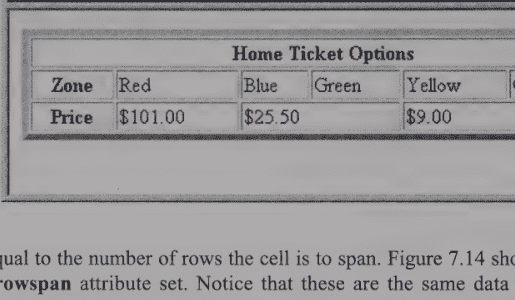 Home Ticket Options
Zone Red Blue Green Yellow
Price $101.00 $25.50 $9.00
qual to the number of rows the cell is to span. Figure 7.14 sho
rowspan attribute set. Notice that these are the same data